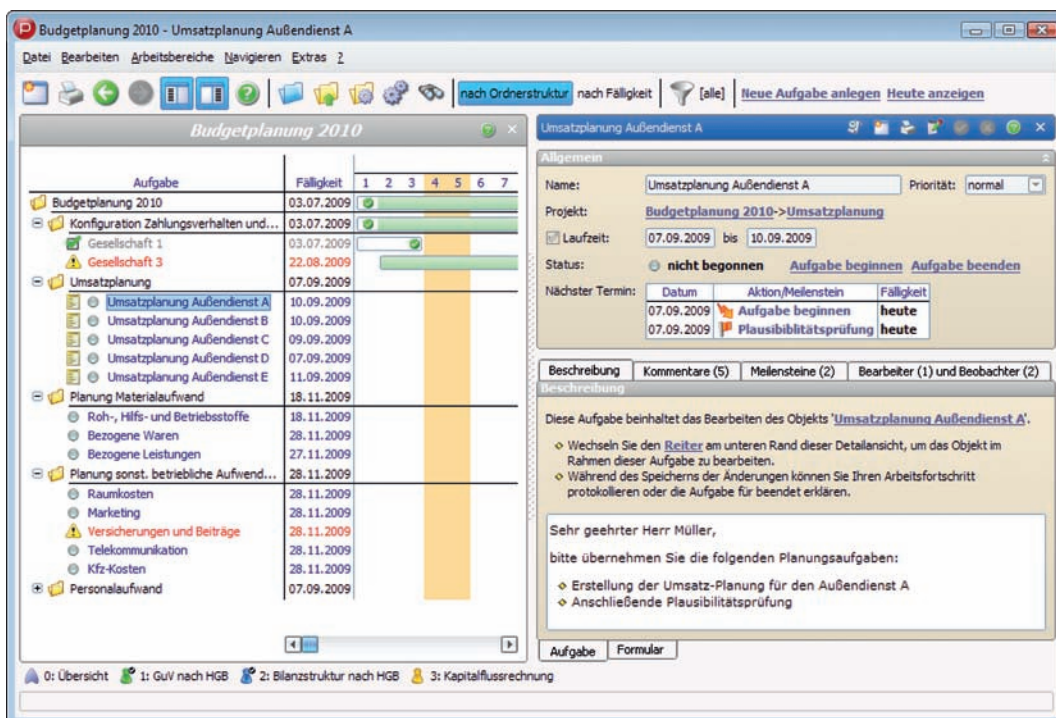 Budgetplanung 2010 - Umsatzplanung Außendienst A
Datei Bearbeiten Arbeitsbereiche Navigieren Extras ?
nach Ordnerstruktur nach Fälligkeit [alle] Neue Aufgabe anlegen Heute anzeigen
Budgetplanung 2010
Aufgabe Fälligkeit 1 2 3 4 5 6 7
Budgetplanung 2010 03.07.2009
Konfiguration Zahlungsverhalten und... 03.07.2009
Gesellschaft 1 03.07.2009
Gesellschaft 3 22.08.2009
Umsatzplanung 07.09.2009
Umsatzplanung Außendienst A 10.09.2009
Umsatzplanung Außendienst B 10.09.2009
Umsatzplanung Außendienst C 09.09.2009
Umsatzplanung Außendienst D 07.09.2009
Umsatzplanung Außendienst E 11.09.2009
Planung Materialaufwand 18.11.2009
Roh-, Hilfs- und Betriebsstoffe 18.11.2009
Bezogene Waren 28.11.2009
Bezogene Leistungen 27.11.2009
Planung sonst. betriebliche Aufwend... 28.11.2009
Raumkosten 28.11.2009
Marketing 28.11.2009
Versicherungen und Beiträge 28.11.2009
Telekommunikation 28.11.2009
Kfz-Kosten 28.11.2009
Personalaufwand 07.09.2009
Umsatzplanung Außendienst A
Allgemein
Name: Umsatzplanung Außendienst A Priorität: normal
Projekt: Budgetplanung 2010->Umsatzplanung
Laufzeit: 07.09.2009 bis 10.09.2009
Status: nicht begonnen Aufgabe beginnen Aufgabe beenden
Nächster Termin: Datum Aktion/Meilenstein Fälligkeit
07.09.2009 Aufgabe beginnen heute
07.09.2009 Plausibiblitätsprüfung heute
Beschreibung Kommentare (5) Meilensteine (2) Bearbeiter (1) und Beobachter (2)
Beschreibung
Diese Aufgabe beinhaltet das Bearbeiten des Objekts 'Umsatzplanung Außendienst A'.
Wechseln Sie den Reiter am unteren Rand dieser Detailansicht, um das Objekt im
Rahmen dieser Aufgabe zu bearbeiten.
Während des Speicherns der Änderungen können Sie Ihren Arbeitsfortschritt
protokollieren oder die Aufgabe für beendet erklären.
Sehr geehrter Herr Müller,
bitte übernehmen Sie die folgenden Planungsaufgaben:
Erstellung der Umsatz-Planung für den Außendienst A
Anschließende Plausibilitätsprüfung
Aufgabe Formular
0: Übersicht 1: GuV nach HGB 2: Bilanzstruktur nach HGB 3: Kapitalflussrechnung